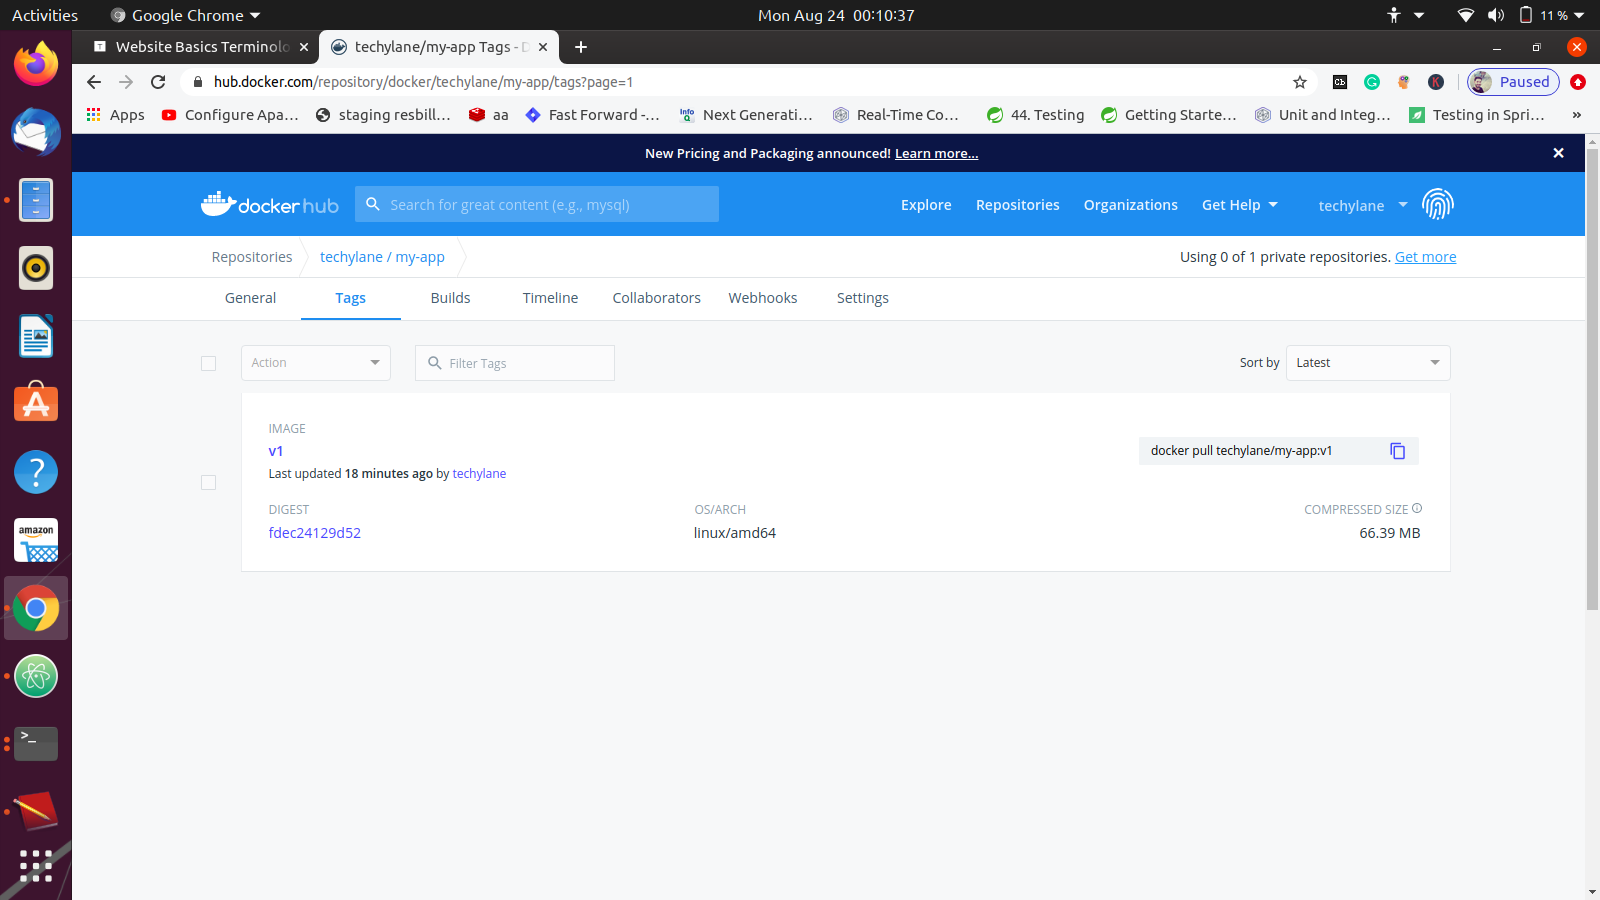 Activities Google Chrome Mon Aug 24 00:10:37 11 %
T Website Basics Terminolo techylane/my-app Tags - D
hub.docker.com/repository/docker/techylane/my-app/tags?page=1 Paused
Apps Configure Apa... staging resbill... aa Fast Forward -... Next Generati... Real-Time Co... 44. Testing Getting Starte... Unit and Integ... Testing in Spri... »
New Pricing and Packaging announced! Learn more...
docker hub Search for great content (e.g., mysql) Explore Repositories Organizations Get Help techylane
Repositories techylane / my-app Using 0 of 1 private repositories. Get more
General Tags Builds Timeline Collaborators Webhooks Settings
Action Filter Tags Sort by Latest
IMAGE
v1 docker pull techylane/my-app:v1
Last updated 18 minutes ago by techylane
DIGEST OS/ARCH COMPRESSED SIZE
fdec24129d52 linux/amd64 66.39 MB
amazon
>_